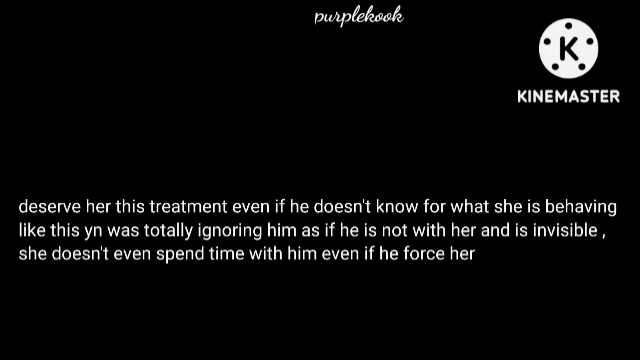 purplekook
K
KINEMASTER
deserve her this treatment even if he doesn't know for what she is behaving
like this yn was totally ignoring him as if he is not with her and is invisible ,
she doesn't even spend time with him even if he force her